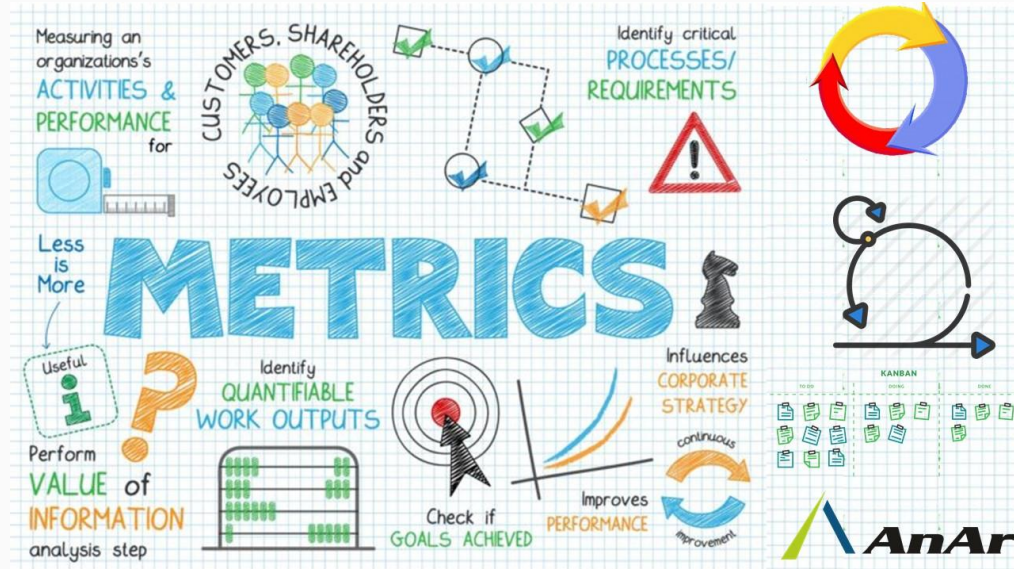 Measuring an
organizations's
ACTIVITIES &
PERFORMANCE
for
CUSTOMERS, SHAREHOLDERS and EMPLOYEES
Identify critical
PROCESSES/
REQUIREMENTS
!
Less
is
More
METRICS
Useful
i
?
Perform
VALUE of
INFORMATION
analysis step
Identify
QUANTIFIABLE
WORK OUTPUTS
Check if
GOALS ACHIEVED
Influences
CORPORATE
STRATEGY
Improves
PERFORMANCE
continuous
improvement
KANBAN
TO DO
DOING
DONE
AnAr